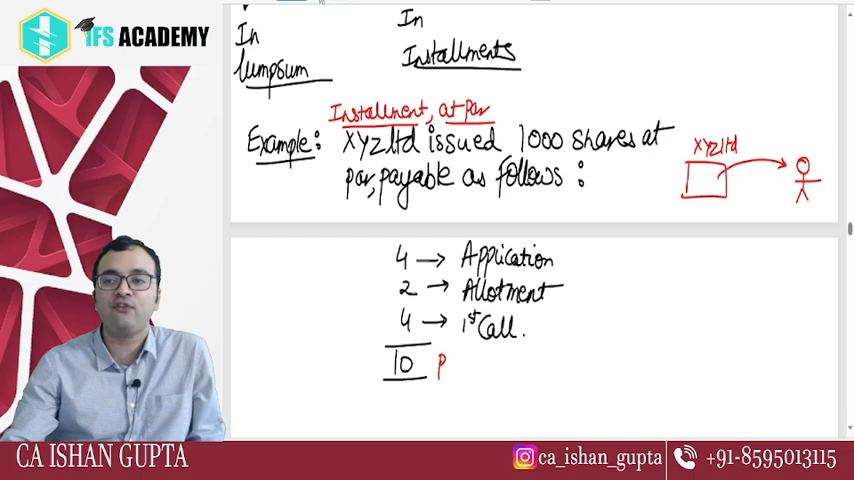 IFS ACADEMY
In
lumpsum
In
Installments
Installment, at par
Example: XYZ ltd issued 1000 shares at
par, payable as follows:
XYZ ltd
4 → Application
2 → Allotment
4 → 1st Call.
10 P
CA ISHAN GUPTA
ca_ishan_gupta
+91-8595013115